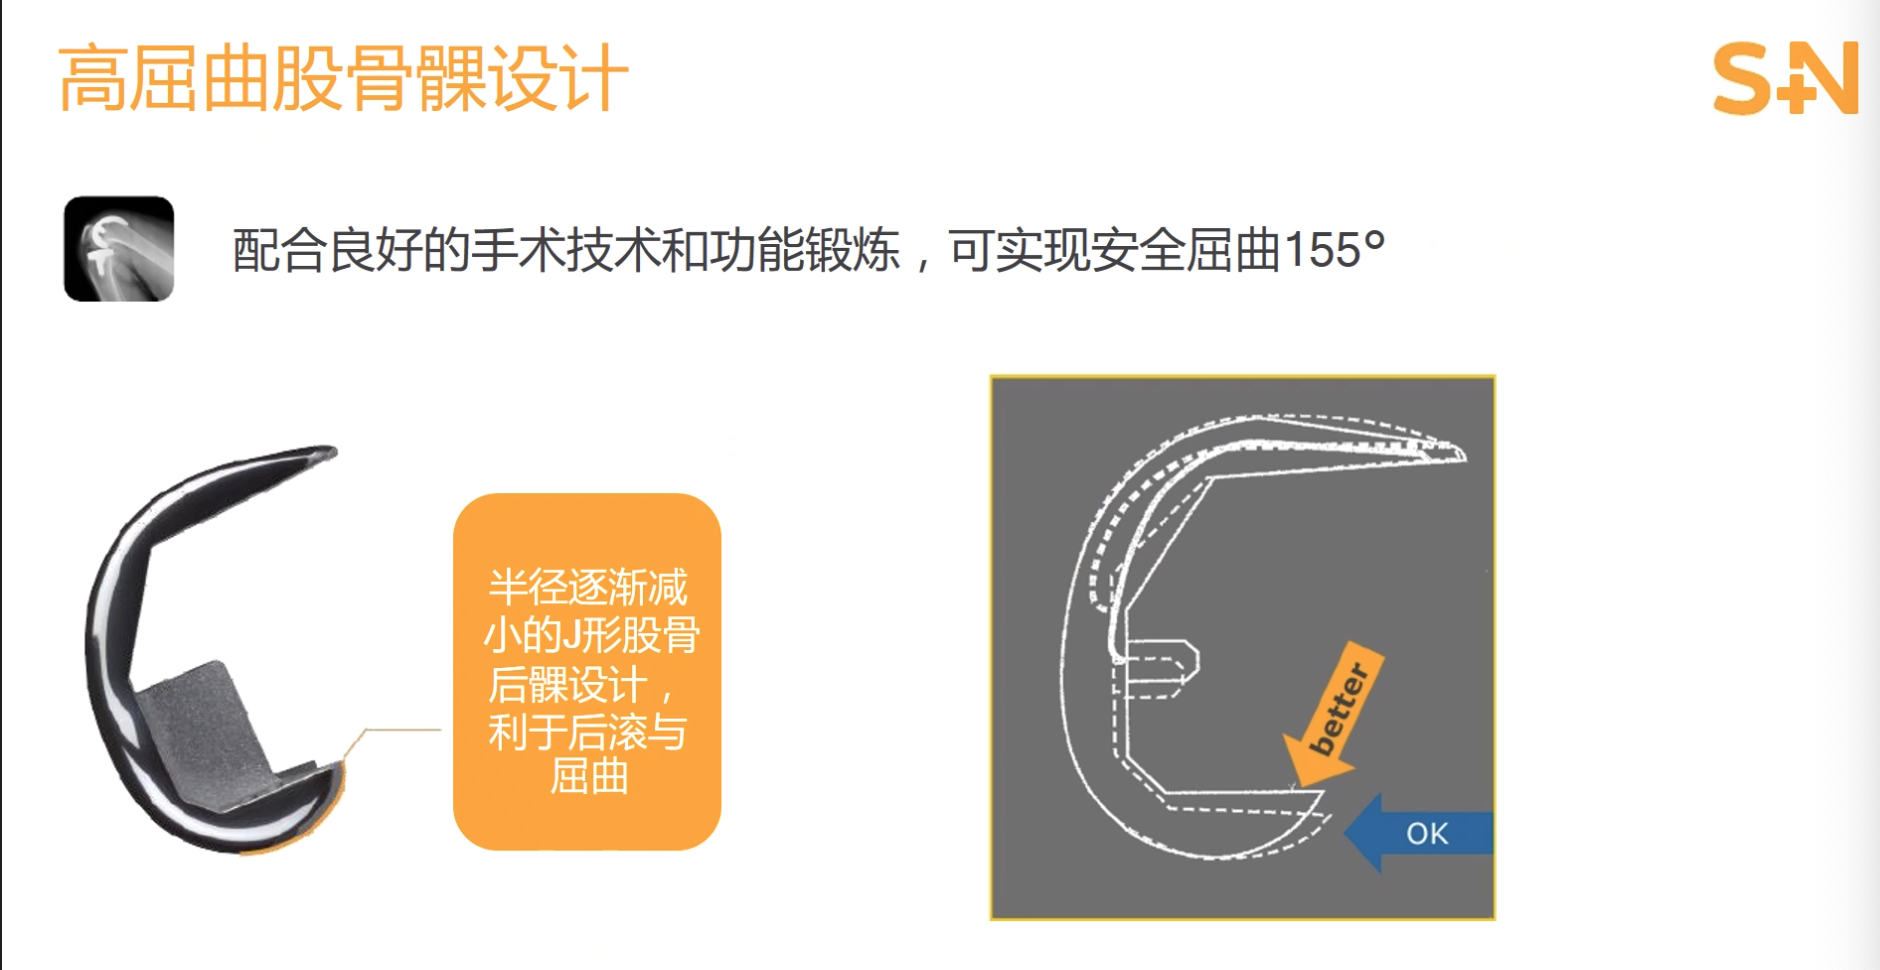 高屈曲股骨髁设计
S+N
配合良好的手术技术和功能锻炼，可实现安全屈曲155°
半径逐渐减
小的J形股骨
后髁设计，
利于后滚与
屈曲
better
OK